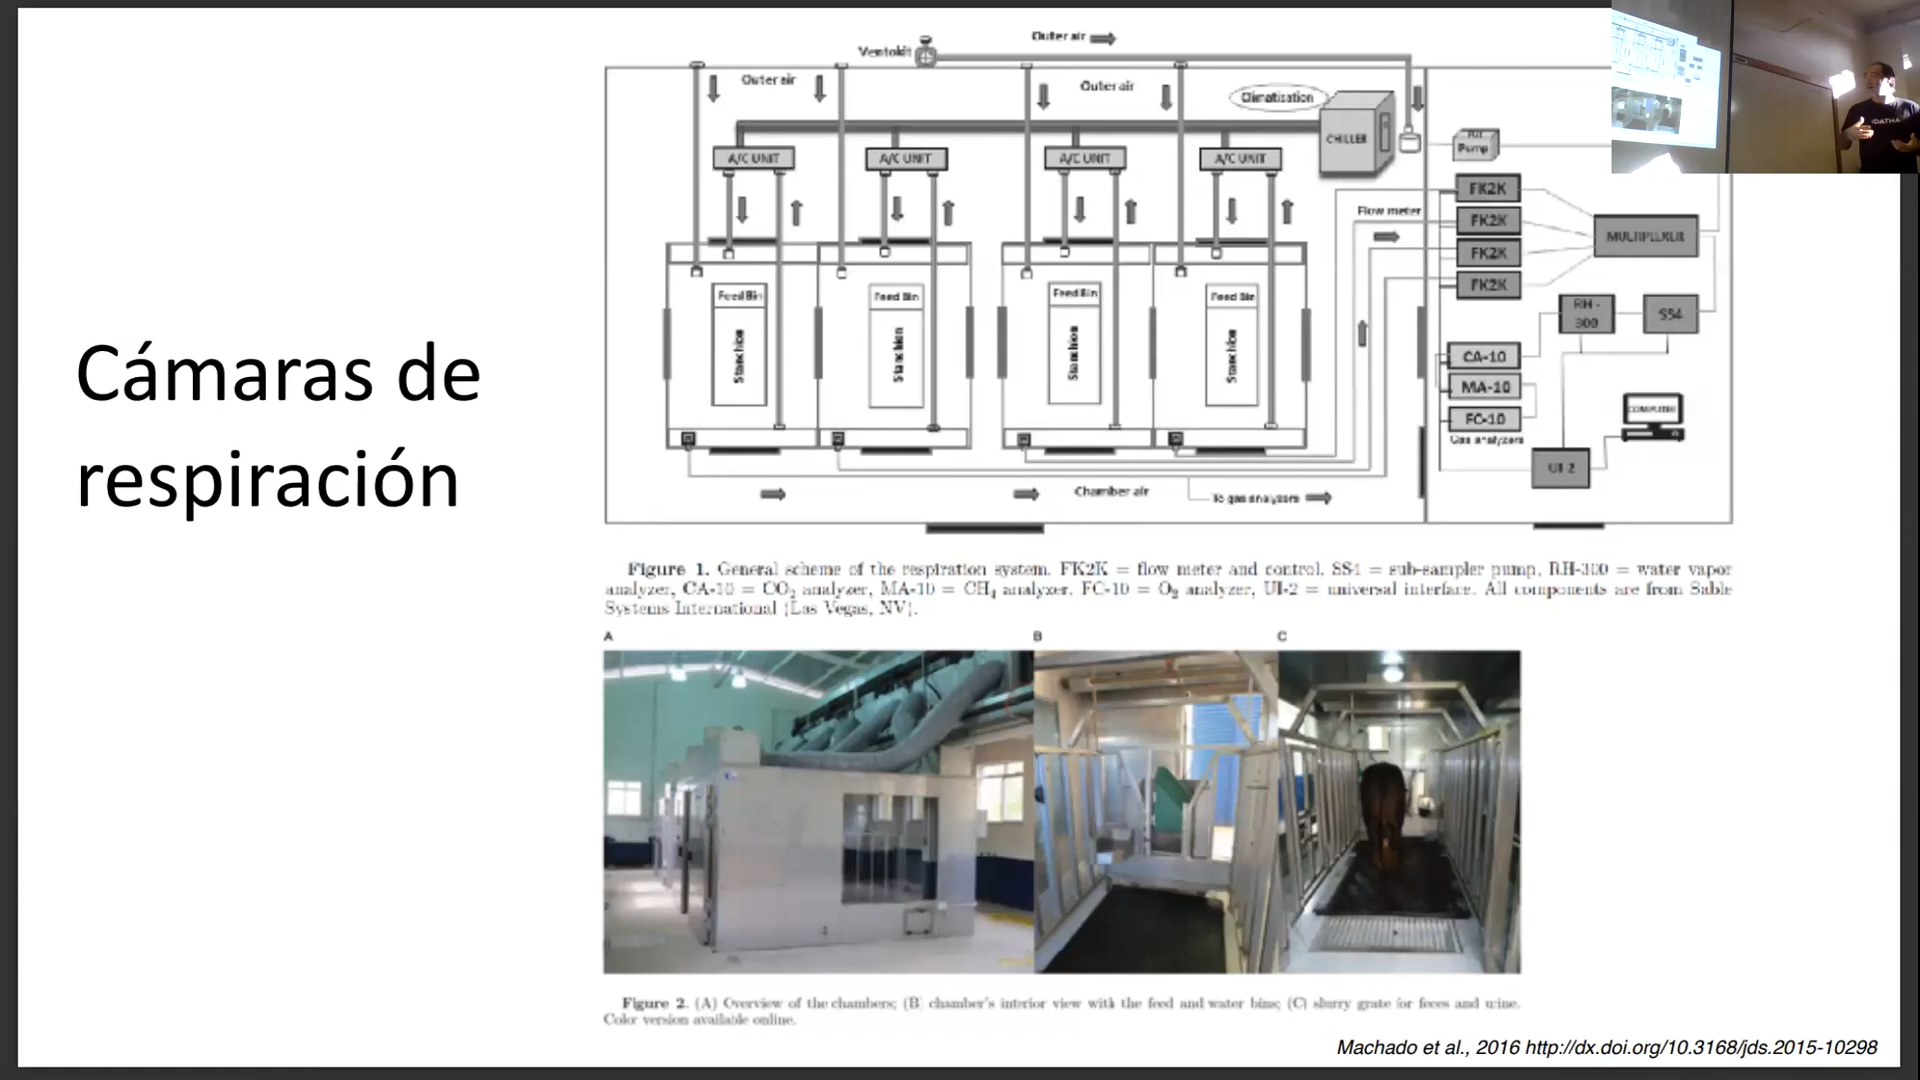 Cámaras de
respiración
Ventokit
Outer air
Outer air
Outer air
Climatization
CHILLER
A/C UNIT
A/C UNIT
A/C UNIT
A/C UNIT
Pump
FK2K
FK2K
FK2K
FK2K
Flow meter
MULTIPLEXER
RH-
300
SS4
CA-10
MA-10
FC-10
Gas analyzers
COMPUTER
UI-2
Feed Bin
Feed Bin
Feed Bin
Feed Bin
Stanchion
Stanchion
Stanchion
Stanchion
Chamber air
To gas analyzers
Figure 1. General scheme of the respiration system. FK2K = flow meter and control, SS4 = sub-sampler pump, RH-300 = water vapor
analyzer, CA-10 = CO2 analyzer, MA-10 = CH4 analyzer, FC-10 = O2 analyzer, UI-2 = universal interface. All components are from Sable
Systems International (Las Vegas, NV).
A
B
C
Figure 2. (A) Overview of the chambers; (B) chamber's interior view with the feed and water bins; (C) slurry grate for feces and urine.
Color version available online.
Machado et al., 2016 http://dx.doi.org/10.3168/jds.2015-10298
DATHA